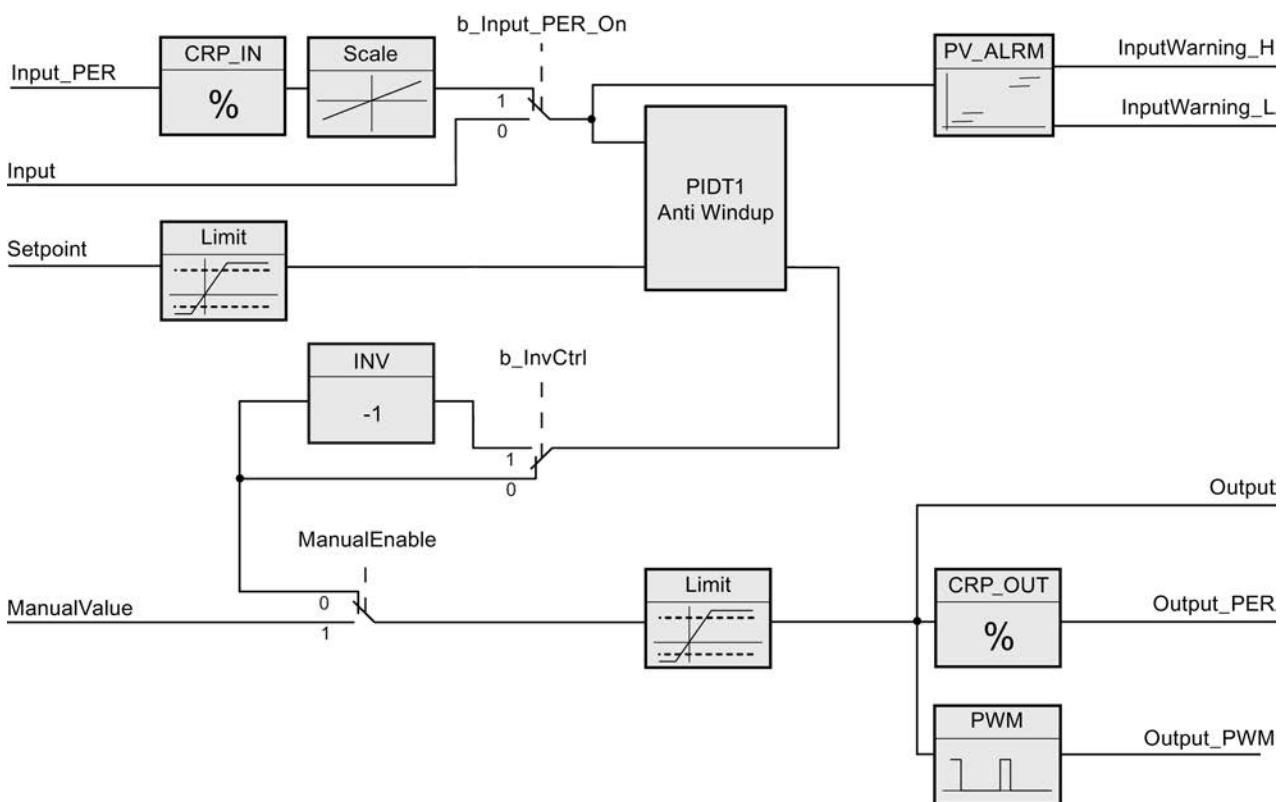 b_Input_PER_On
CRP_IN
Scale
PV_ALRM
InputWarning_H
Input_PER
%
1
0
InputWarning_L
Input
PIDT1
Anti Windup
Setpoint
Limit
INV
b_InvCtrl
-1
1
0
Output
ManualEnable
Limit
CRP_OUT
ManualValue
0
1
Output_PER
%
PWM
Output_PWM